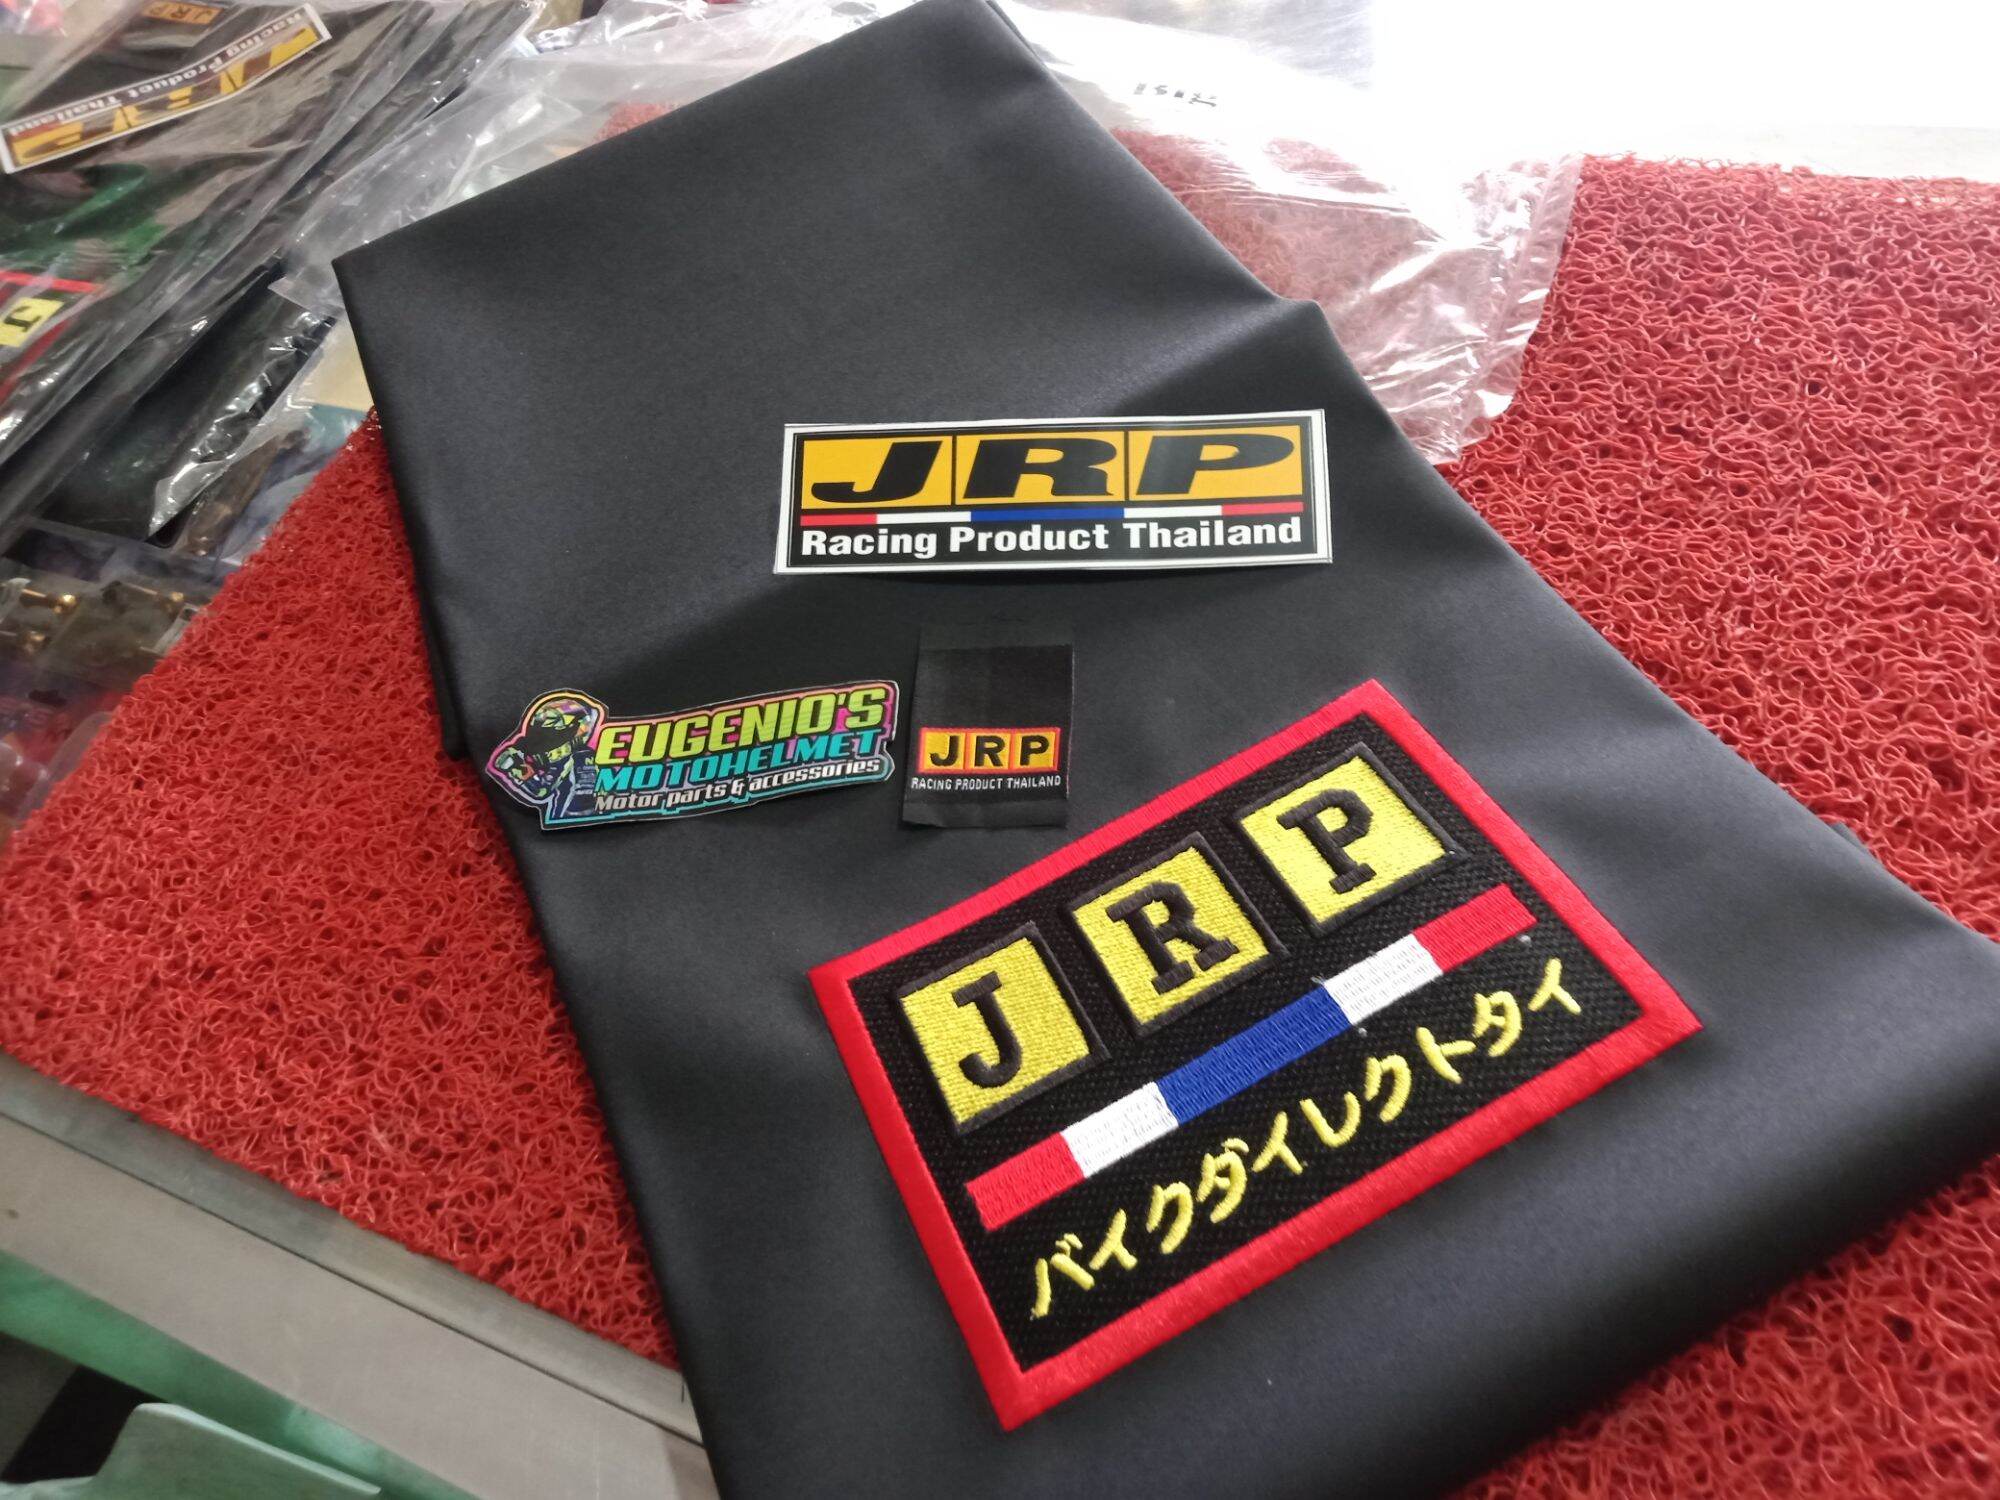 JRP
Racing Product Thailand
JRP
Racing Product Thailand
EUGENIO'S
MOTOHELMET
Motor parts & accessories
JRP
RACING PRODUCT THAILAND
J
J R P
バイクダイレクトタイ